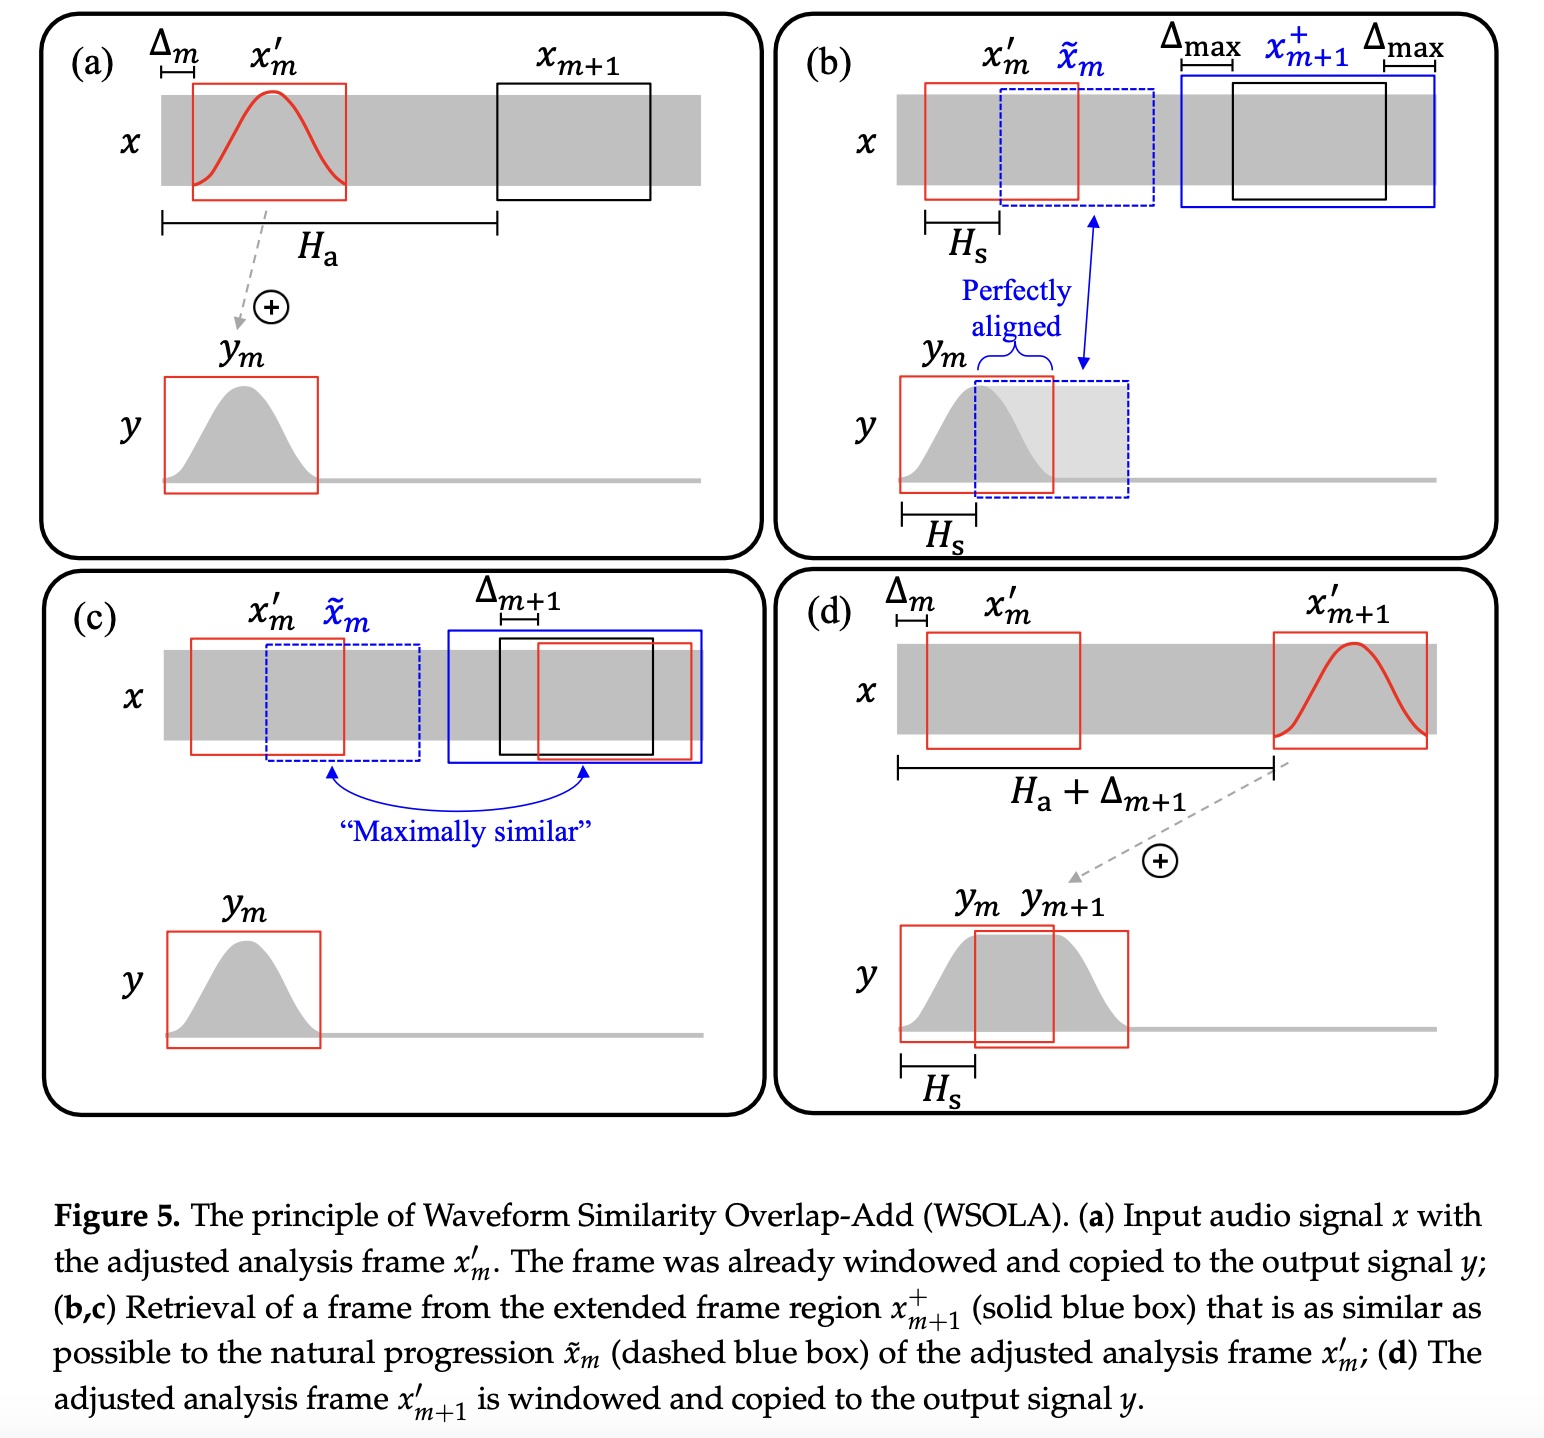 (a)
Δm x′m xm+1
x
Ha
+
ym
y
(b)
x′m x̃m Δmax x+m+1 Δmax
x
Hs
Perfectly
aligned
ym
y
Hs
(c)
x′m x̃m Δm+1
x
“Maximally similar”
ym
y
(d)
Δm x′m x′m+1
x
Ha + Δm+1
+
ym ym+1
y
Hs
Figure 5. The principle of Waveform Similarity Overlap-Add (WSOLA). (a) Input audio signal x with
the adjusted analysis frame x′m. The frame was already windowed and copied to the output signal y;
(b,c) Retrieval of a frame from the extended frame region x+m+1 (solid blue box) that is as similar as
possible to the natural progression x̃m (dashed blue box) of the adjusted analysis frame x′m; (d) The
adjusted analysis frame x′m+1 is windowed and copied to the output signal y.